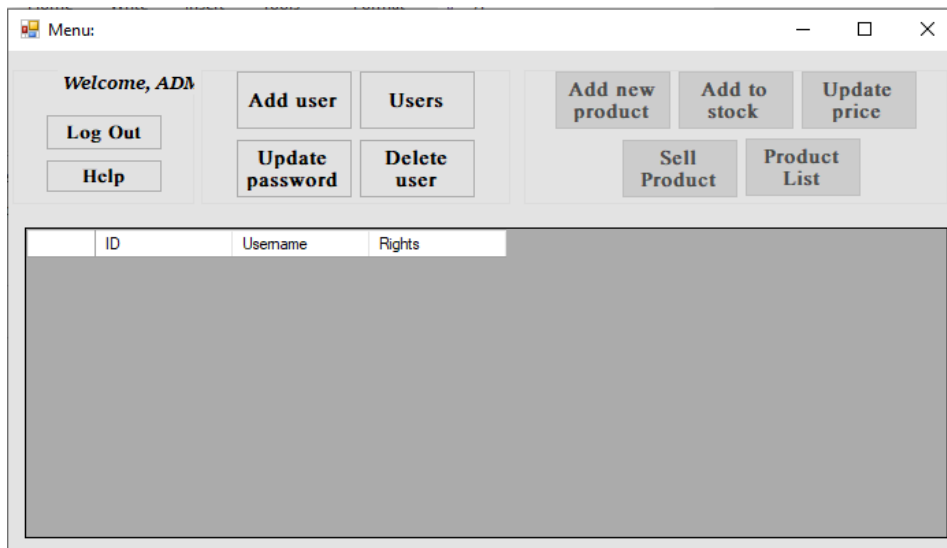 Menu:
Welcome, ADM
Log Out
Help
Add user
Users
Update
password
Delete
user
Add new
product
Add to
stock
Update
price
Sell
Product
Product
List
ID Username Rights